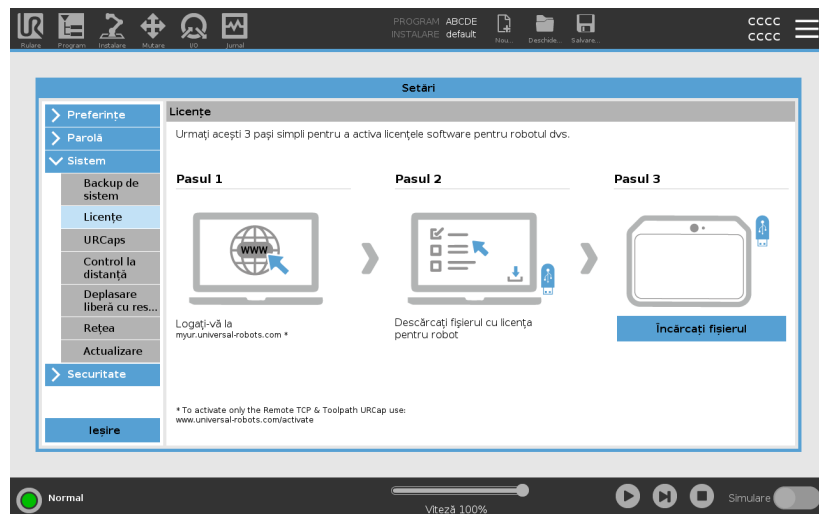 PROGRAM ABCDE
INSTALARE default
CCCC
CCCC
Rulare Program Instalare Mutare I/O Jurnal Nou... Deschide... Salvare...
Setări
Preferințe
Parolă
Sistem
Backup de
sistem
Licențe
URCaps
Control la
distanță
Deplasare
liberă cu res...
Rețea
Actualizare
Securitate
Ieșire
Licențe
Urmați acești 3 pași simpli pentru a activa licențele software pentru robotul dvs.
Pasul 1
WWW
Logați-vă la
myur.universal-robots.com *
Pasul 2
Descărcați fișierul cu licența
pentru robot
Pasul 3
Încărcați fișierul
* To activate only the Remote TCP & Toolpath URCap use:
www.universal-robots.com/activate
Normal
Viteză 100%
Simulare